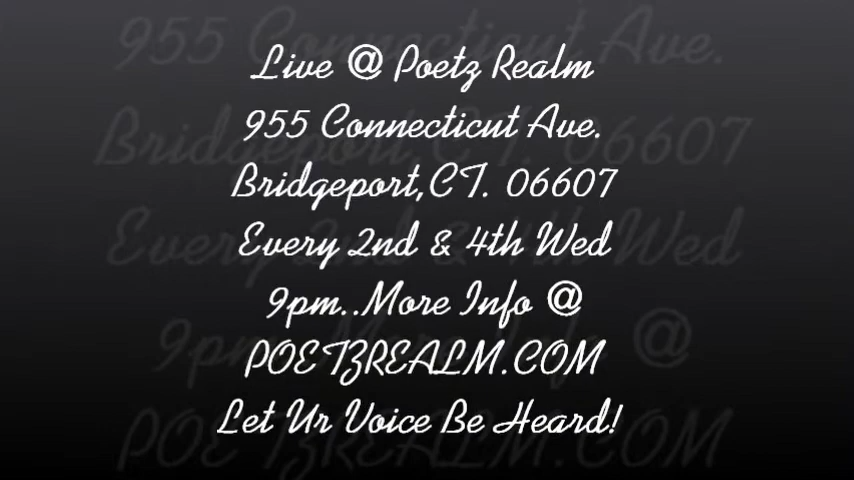 Live @ Poetz Realm
955 Connecticut Ave.
Bridgeport,CT. 06607
Every 2nd & 4th Wed
9pm..More Info @
POETZREALM.COM
Let Ur Voice Be Heard!